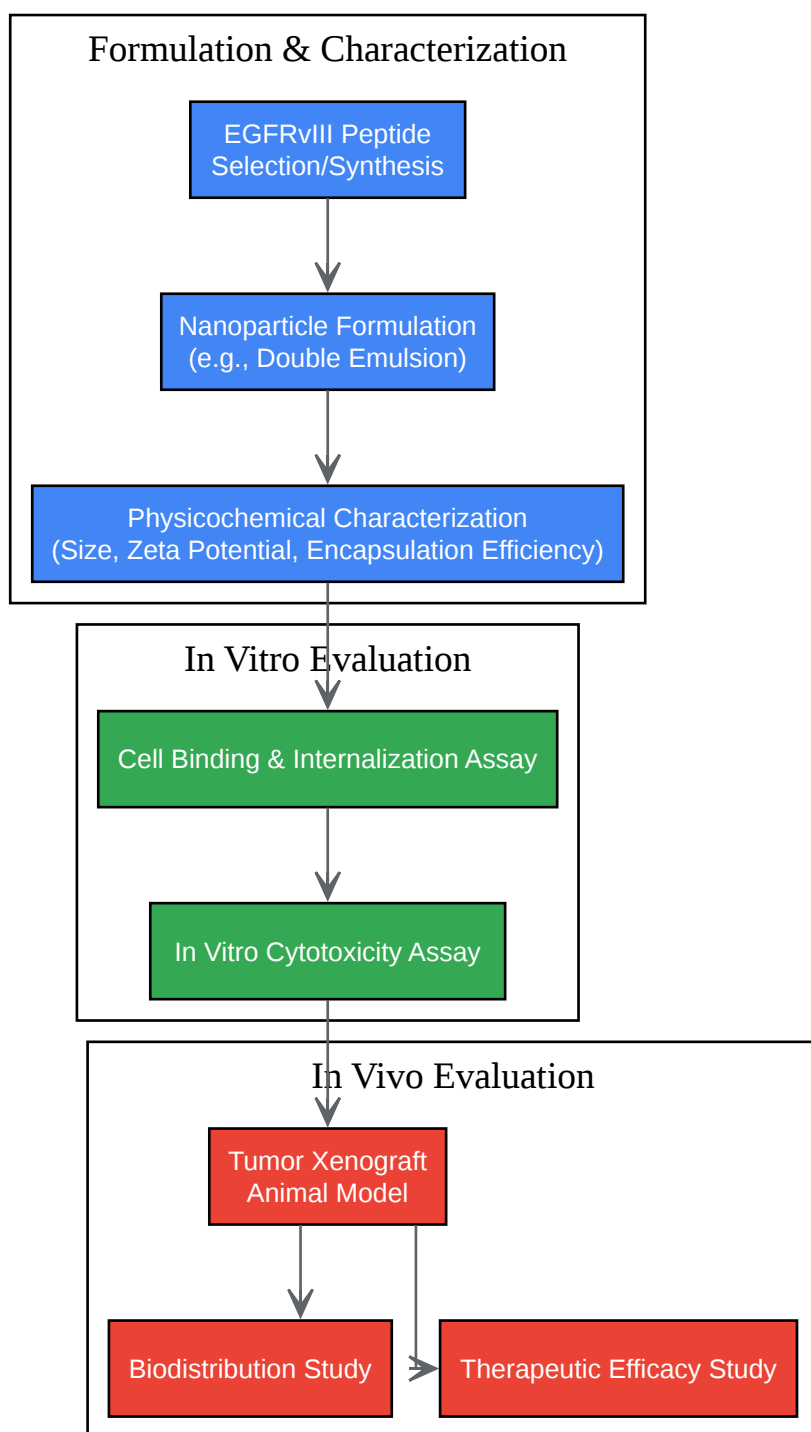 Formulation & Characterization
EGFRvIII Peptide
Selection/Synthesis
Nanoparticle Formulation
(e.g., Double Emulsion)
Physicochemical Characterization
(Size, Zeta Potential, Encapsulation Efficiency)
In Vitro Evaluation
Cell Binding & Internalization Assay
In Vitro Cytotoxicity Assay
In Vivo Evaluation
Tumor Xenograft
Animal Model
Biodistribution Study
Therapeutic Efficacy Study